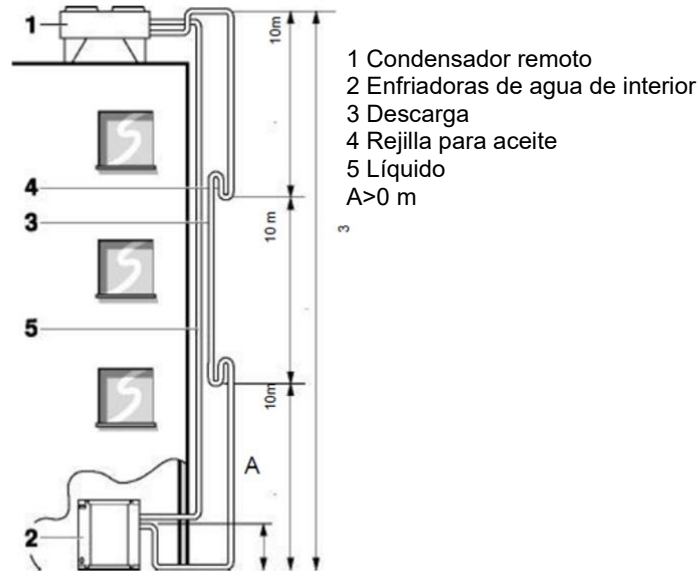 1
10m
4
3
10 m
3
5
10m
A
2
1 Condensador remoto
2 Enfriadoras de agua de interior
3 Descarga
4 Rejilla para aceite
5 Líquido
A>0 m